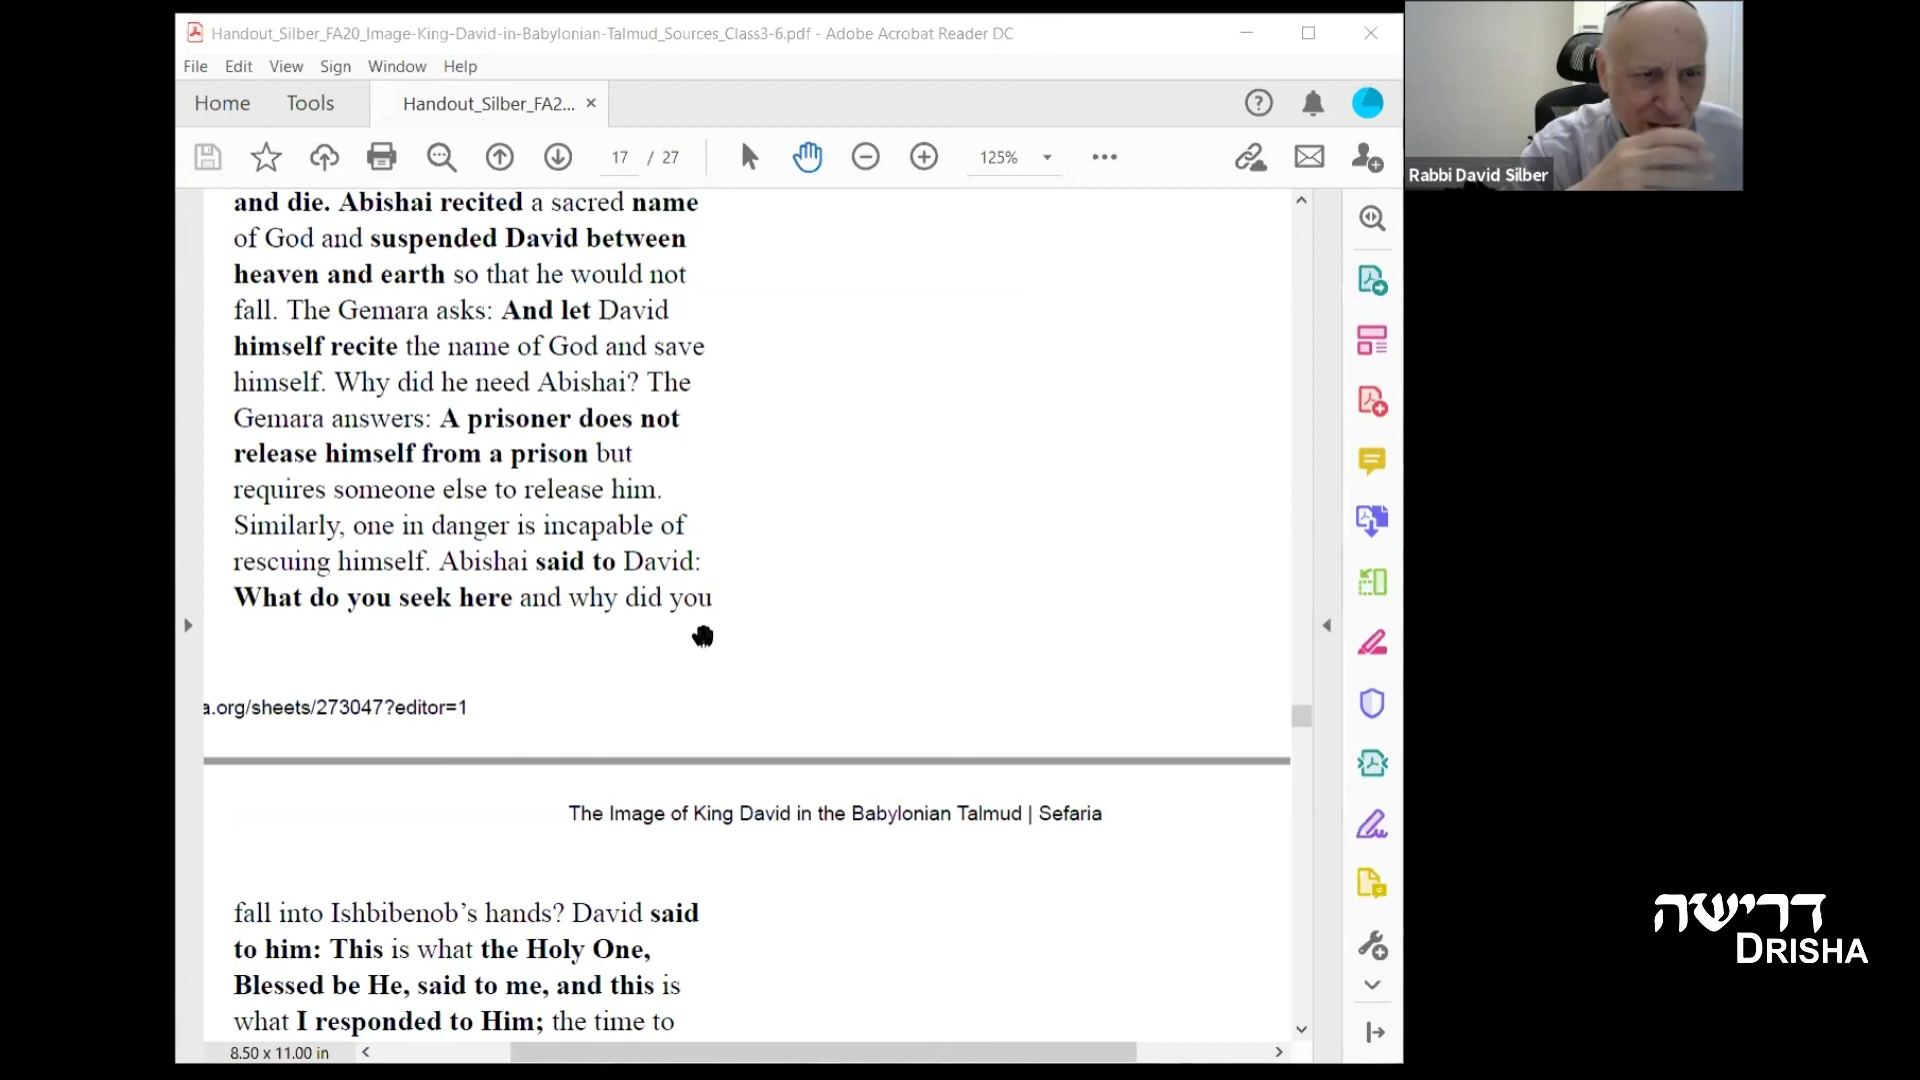 Handout_Silber_FA20_Image-King-David-in-Babylonian-Talmud_Sources_Class3-6.pdf - Adobe Acrobat Reader DC
File Edit View Sign Window Help
Home Tools Handout_Silber_FA2... ×
17 / 27 125%
Rabbi David Silber
and die. Abishai recited a sacred name
of God and suspended David between
heaven and earth so that he would not
fall. The Gemara asks: And let David
himself recite the name of God and save
himself. Why did he need Abishai? The
Gemara answers: A prisoner does not
release himself from a prison but
requires someone else to release him.
Similarly, one in danger is incapable of
rescuing himself. Abishai said to David:
What do you seek here and why did you
a.org/sheets/273047?editor=1
The Image of King David in the Babylonian Talmud | Sefaria
fall into Ishbibenob’s hands? David said
to him: This is what the Holy One,
Blessed be He, said to me, and this is
what I responded to Him; the time to
8.50 x 11.00 in
דרישה
DRISHA